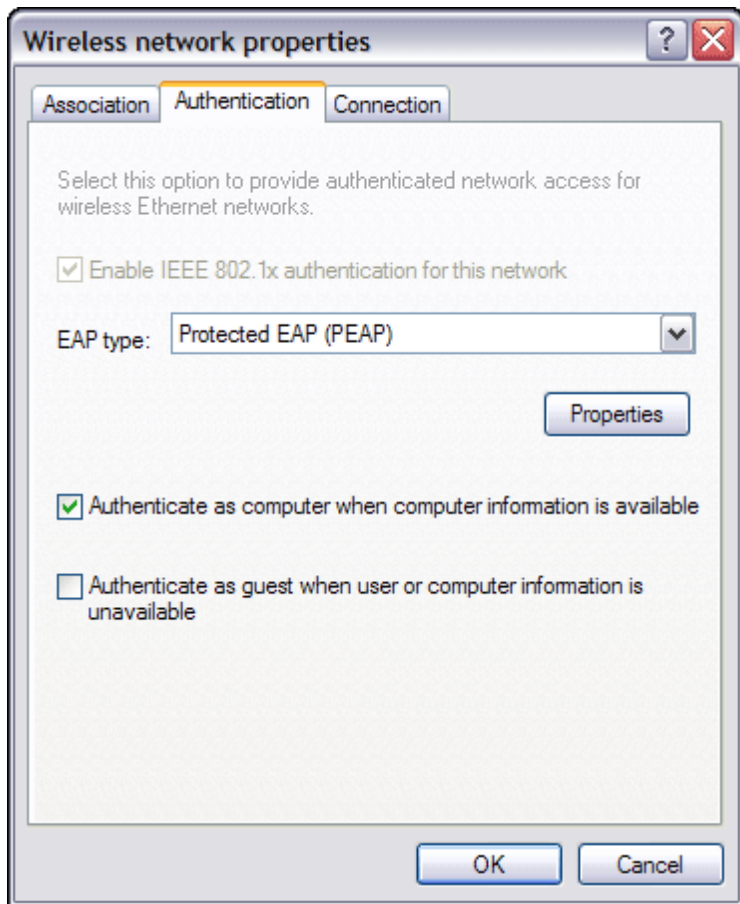 Wireless network properties
Association
Authentication
Connection
Select this option to provide authenticated network access for
wireless Ethernet networks.
Enable IEEE 802.1x authentication for this network
EAP type: Protected EAP (PEAP)
Properties
Authenticate as computer when computer information is available
Authenticate as guest when user or computer information is
unavailable
OK
Cancel